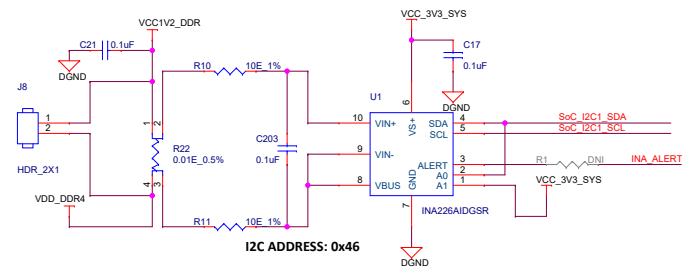 VCC_3V3_SYS
VCC1V2_DDR
C21 0.1uF
C17
0.1uF
DGND
DGND
R10 10E_1%
J8
U1
6
1
2
1
2
10 VIN+
VS+
SDA 4
SoC_I2C1_SDA
SCL 5
SoC_I2C1_SCL
R22
0.01E_0.5%
C203
0.1uF
9 VIN-
ALERT 3
R1 DNI
INA_ALERT
HDR_2X1
8 VBUS
GND
A0 2
A1 1
VCC_3V3_SYS
4
3
VDD_DDR4
7
INA226AIDGSR
R11 10E_1%
I2C ADDRESS: 0x46
DGND